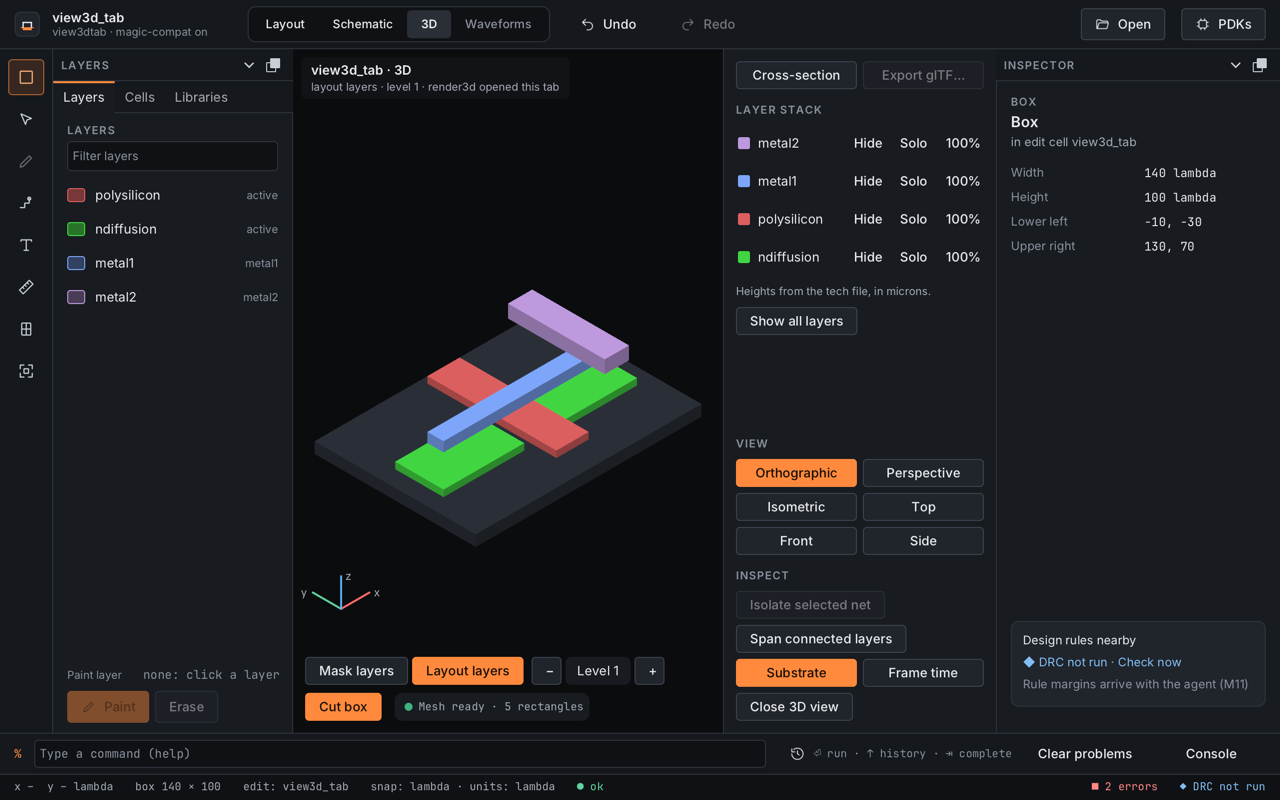 view3d_tab
view3dtab · magic-compat on
Layout Schematic 3D Waveforms
Undo Redo
Open PDKs
LAYERS
Layers Cells Libraries
LAYERS
Filter layers
polysilicon active
ndiffusion active
metal1 metal1
metal2 metal2
Paint layer none: click a layer
Paint Erase
view3d_tab · 3D
layout layers · level 1 · render3d opened this tab
z
y x
Mask layers Layout layers − Level 1 +
Cut box Mesh ready · 5 rectangles
Cross-section Export glTF...
LAYER STACK
metal2 Hide Solo 100%
metal1 Hide Solo 100%
polysilicon Hide Solo 100%
ndiffusion Hide Solo 100%
Heights from the tech file, in microns.
Show all layers
VIEW
Orthographic Perspective
Isometric Top
Front Side
INSPECT
Isolate selected net
Span connected layers
Substrate Frame time
Close 3D view
INSPECTOR
BOX
Box
in edit cell view3d_tab
Width 140 lambda
Height 100 lambda
Lower left -10, -30
Upper right 130, 70
Design rules nearby
DRC not run · Check now
Rule margins arrive with the agent (M11)
% Type a command (help) ⏎ run · ↑ history · ⇥ complete Clear problems Console
x – y – lambda box 140 × 100 edit: view3d_tab snap: lambda · units: lambda ok 2 errors DRC not run